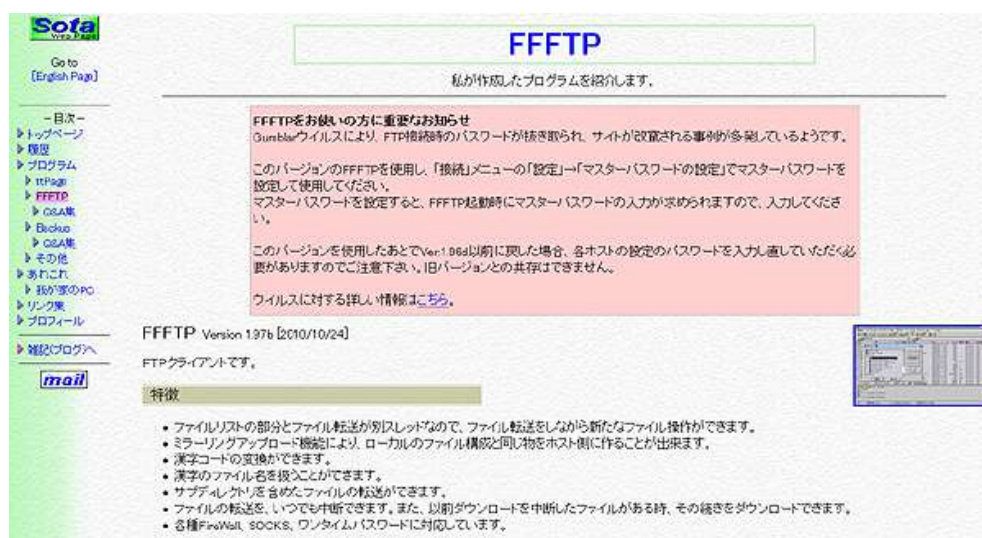 Sota
Web Page
Go to
[English Page]
－目次－
トップページ
履歴
プログラム
ttPage
FFFTP
Q&A集
Backup
Q&A集
その他
あれこれ
我が家のPC
リンク集
プロフィール
雑記(ブログ)へ
mail
FFFTP
私が作成したプログラムを紹介します。
FFFTPをお使いの方に重要なお知らせ
Gumblarウイルスにより、FTP接続時のパスワードが抜き取られ、サイトが改竄される事例が多発しているようです。
このバージョンのFFFTPを使用し、「接続」メニューの「設定」→「マスターパスワードの設定」でマスターパスワードを
設定して使用してください。
マスターパスワードを設定すると、FFFTP起動時にマスターパスワードの入力が求められますので、入力してくださ
い。
このバージョンを使用したあとでVer.1.96d以前に戻した場合、各ホストの設定のパスワードを入力し直していただく必
要がありますのでご注意下さい。旧バージョンとの共存はできません。
ウイルスに対する詳しい情報はこちら。
FFFTP Version 1.97b [2010/10/24]
FTPクライアントです。
特徴
• ファイルリストの部分とファイル転送が別スレッドなので、ファイル転送をしながら新たなファイル操作ができます。
• ミラーリングアップロード機能により、ローカルのファイル構成と同じ物をホスト側に作ることが出来ます。
• 漢字コードの変換ができます。
• 漢字のファイル名を扱うことができます。
• サブディレクトリを含めたファイルの転送ができます。
• ファイルの転送を、いつでも中断できます。また、以前ダウンロードを中断したファイルがある時、その続きをダウンロードできます。
• 各種FireWall, SOCKS, ワンタイムパスワードに対応しています。